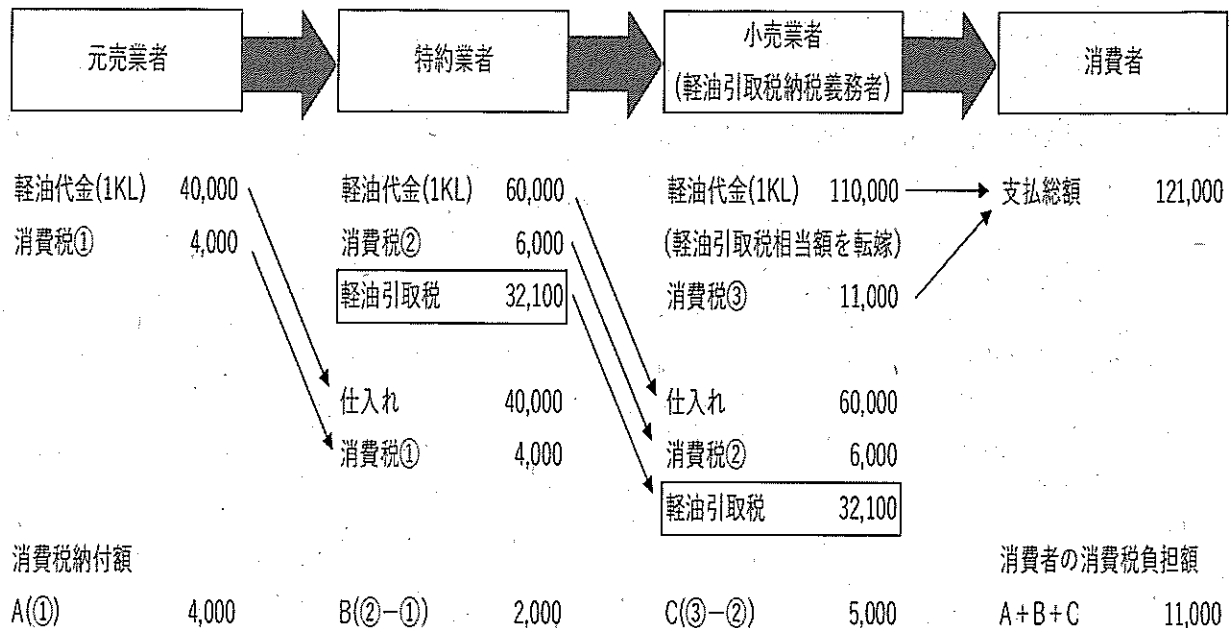 元売業者 特約業者 小売業者 (軽油引取税納税義務者) 消費者
軽油代金(1KL) 40,000 軽油代金(1KL) 60,000 軽油代金(1KL) 110,000 支払総額 121,000
消費税① 4,000 消費税② 6,000 (軽油引取税相当額を転嫁)
軽油引取税 32,100 消費税③ 11,000
仕入れ 40,000 仕入れ 60,000
消費税① 4,000 消費税② 6,000
軽油引取税 32,100
消費税納付額 消費者の消費税負担額
A(①) 4,000 B(②−①) 2,000 C(③−②) 5,000 A+B+C 11,000